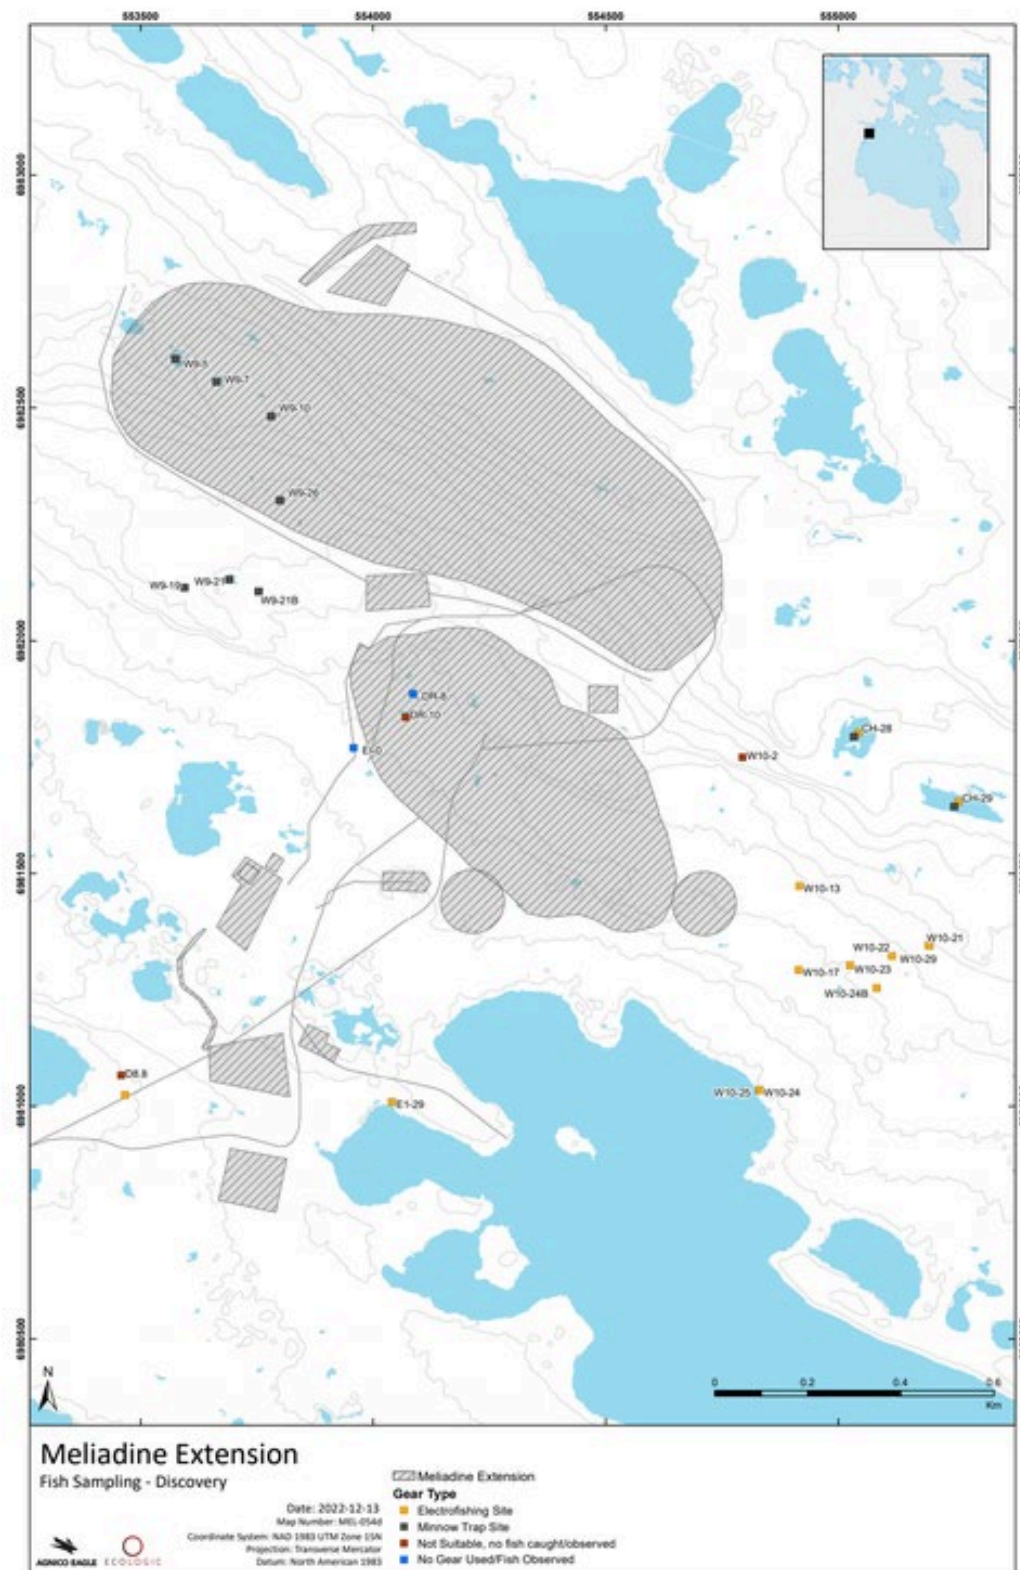 553500 554000 554500 555000
6983000
6982500
W9-5
W9-7
W9-10
W9-26
W9-19
W9-21
W9-21B
6982000
DR-10
CH-28
W10-2
CH-29
6981500
W10-13
W10-21
W10-22
W10-29
W10-17
W10-23
W10-24B
D8.8
6981000
E1-29
W10-25
W10-24
6980500
N
0 0.2 0.4 0.6
Km
Meliadine Extension
Fish Sampling - Discovery
Date: 2022-12-13
Map Number: MEL-054d
Coordinate System: NAD 1983 UTM Zone 15N
Projection: Transverse Mercator
Datum: North American 1983
AGNICO EAGLE
ECOLOGIC
Meliadine Extension
Gear Type
Electrofishing Site
Minnow Trap Site
Not Suitable, no fish caught/observed
No Gear Used/Fish Observed